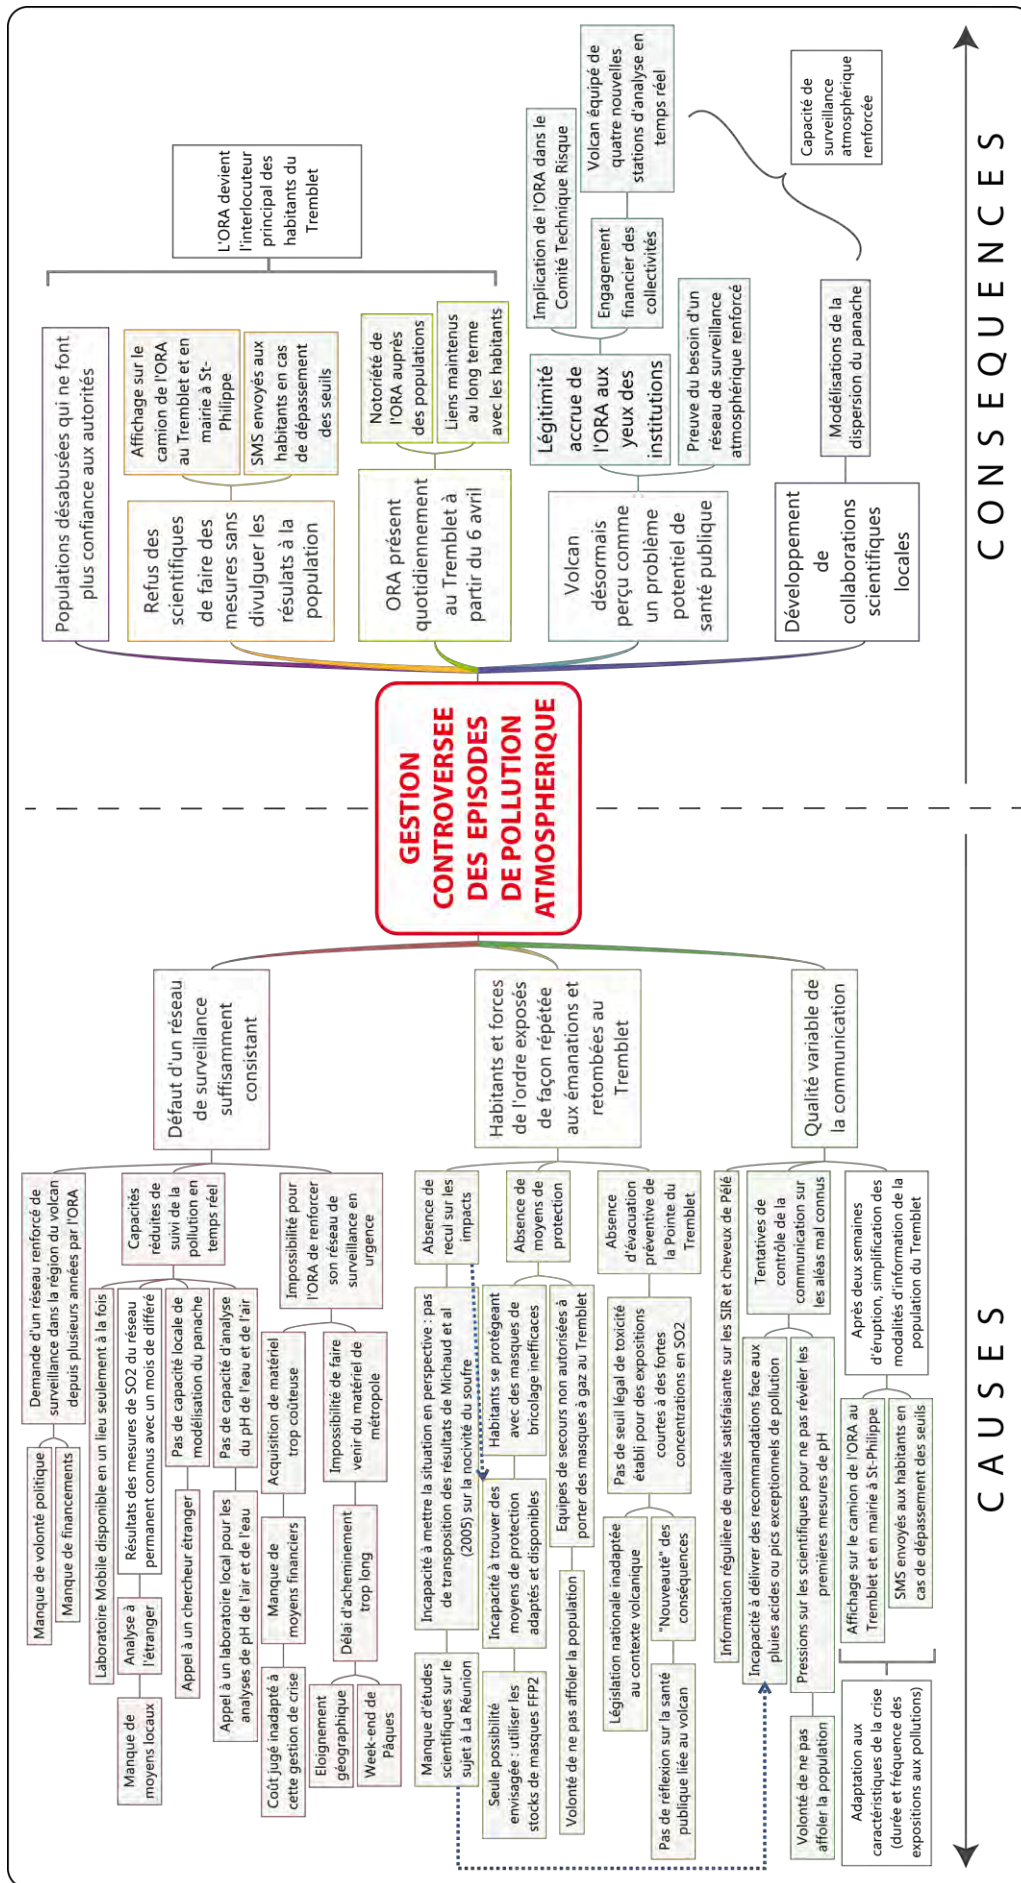 GESTION
CONTROVERSEE
DES EPISODES
DE POLLUTION
ATMOSPHERIQUE
Défaut d'un réseau
de surveillance
suffisamment
consistant
Demande d'un réseau renforcé de
surveillance dans la région du volcan
depuis plusieurs années par l'ORA
Manque de volonté politique
Manque de financements
Capacités
réduites de
suivi de la
pollution en
temps réel
Laboratoire Mobile disponible en un lieu seulement à la fois
Résultats des mesures de SO2 du réseau
permanent connus avec un mois de différé
Analyse à
l'étranger
Manque de
moyens locaux
Pas de capacité locale de
modélisation du panache
Appel à un chercheur étranger
Pas de capacité d'analyse
du pH de l'eau et de l'air
Appel à un laboratoire local pour les
analyses de pH de l'air et de l'eau
Impossibilité pour
l'ORA de renforcer
son réseau de
surveillance en
urgence
Acquisition de matériel
trop coûteuse
Manque de
moyens financiers
Coût jugé inadapté à
cette gestion de crise
Impossibilité de faire
venir du matériel de
métropole
Délai d'acheminement
trop long
Eloignement
géographique
Week-end de
Pâques
Habitants et forces
de l'ordre exposés
de façon répétée
aux émanations et
retombées au
Tremblet
Absence de
recul sur les
impacts
Incapacité à mettre la situation en perspective : pas
de transposition des résultats de Michaud et al
(2005) sur la nocivité du soufre
Manque d'études
scientifiques sur le
sujet à La Réunion
Absence de
moyens de
protection
Habitants se protégeant
avec des masques de
bricolage inefficaces
Incapacité à trouver des
moyens de protection
adaptés et disponibles
Seule possibilité
envisagée : utiliser les
stocks de masques FFP2
Equipes de secours non autorisées à
porter des masques à gaz au Tremblet
Volonté de ne pas affoler la population
Absence
d'évacuation
préventive de
la Pointe du
Tremblet
Pas de seuil légal de toxicité
établi pour des expositions
courtes à des fortes
concentrations en SO2
Législation nationale inadaptée
au contexte volcanique
"Nouveauté" des
conséquences
Pas de réflexion sur la santé
publique liée au volcan
Qualité variable de
la communication
Information régulière de qualité satisfaisante sur les SIR et cheveux de Pélé
Tentatives de
contrôle de la
communication sur
les aléas mal connus
Incapacité à délivrer des recommandations face aux
pluies acides ou pics exceptionnels de pollution
Pressions sur les scientifiques pour ne pas révéler les
premières mesures de pH
Volonté de ne pas
affoler la population
Après deux semaines
d'éruption, simplification des
modalités d'information de la
population du Tremblet
Affichage sur le camion de l'ORA au
Tremblet et en mairie à St-Philippe
SMS envoyés aux habitants en
cas de dépassement des seuils
Adaptation aux
caractéristiques de la crise
(durée et fréquence des
expositions aux pollutions)
CAUSES
Populations désabusées qui ne font
plus confiance aux autorités
Refus des
scientifiques
de faire des
mesures sans
divulguer les
résulats à la
population
Affichage sur le
camion de l'ORA
au Tremblet et en
mairie à St-
Philippe
SMS envoyés aux
habitants en cas
de dépassement
des seuils
ORA présent
quotidiennement
au Tremblet à
partir du 6 avril
Notoriété de
l'ORA auprès
des populations
Liens maintenus
au long terme
avec les habitants
L'ORA devient
l'interlocuteur
principal des
habitants du
Tremblet
Volcan
désormais
perçu comme
un problème
potentiel de
santé publique
Légitimité
accrue de
l'ORA aux
yeux des
institutions
Implication de l'ORA dans le
Comité Technique Risque
Engagement
financier des
collectivités
Volcan équipé de
quatre nouvelles
stations d'analyse en
temps réel
Preuve du besoin d'un
réseau de surveillance
atmosphérique renforcé
Développement
de
collaborations
scientifiques
locales
Modélisations de la
dispersion du panache
Capacité de
surveillance
atmosphérique
renforcée
CONSEQUENCES